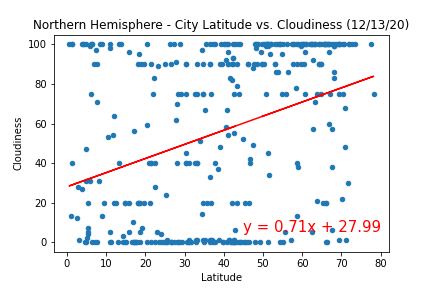 Northern Hemisphere - City Latitude vs. Cloudiness (12/13/20)
100
80
60
40
20
0
Cloudiness
y = 0.71x + 27.99
0 10 20 30 40 50 60 70 80
Latitude